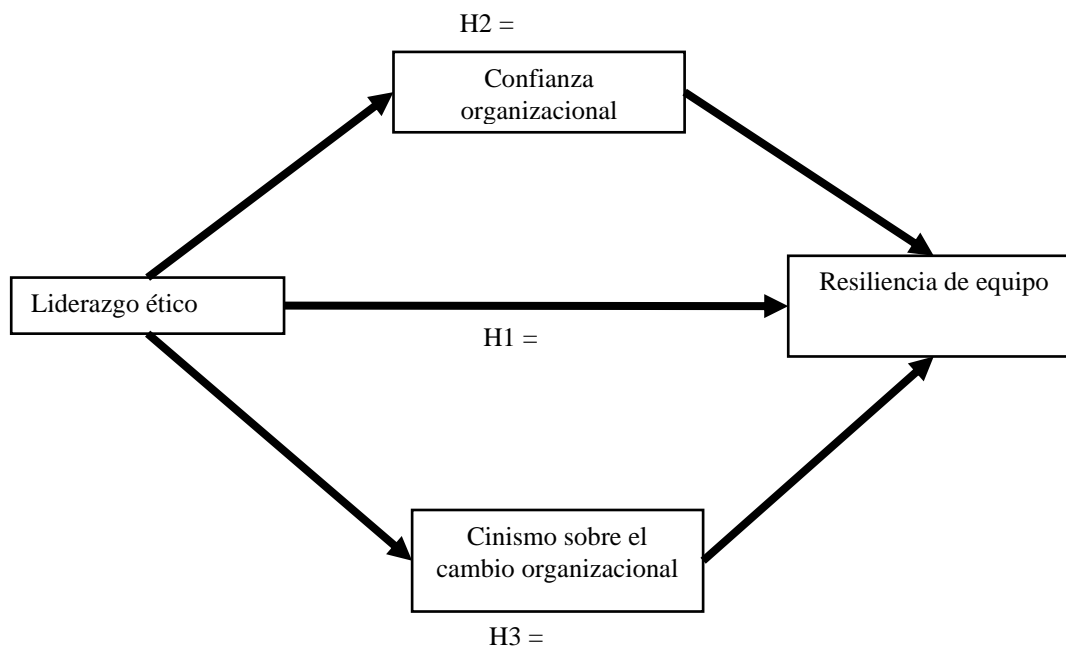 H2 =
Confianza
organizacional
Liderazgo ético
Resiliencia de equipo
H1 =
Cinismo sobre el
cambio organizacional
H3 =